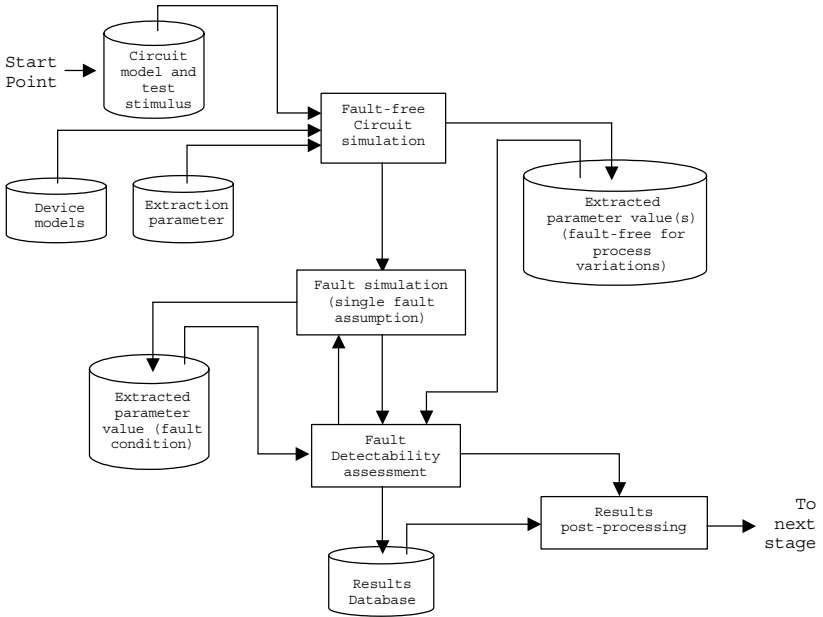 Start
Point
Circuit
model and
test
stimulus
Fault-free
Circuit
simulation
Device
models
Extraction
parameter
Extracted
parameter value(s)
(fault-free for
process
variations)
Fault simulation
(single fault
assumption)
Extracted
parameter
value (fault
condition)
Fault
Detectability
assessment
Results
post-processing
To
next
stage
Results
Database